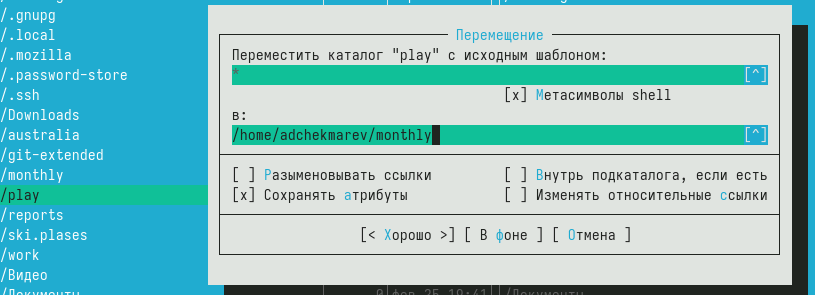 /.gnupg
/.local
/.mozilla
/.password-store
/.ssh
/Downloads
/australia
/git-extended
/monthly
/play
/reports
/ski.plases
/work
/Видео
/Документы
Перемещение
Переместить каталог "play" с исходным шаблоном:
* [^]
[x] Метасимволы shell
в:
/home/adchekmarev/monthly [^]
[ ] Разыменовывать ссылки [ ] Внутрь подкаталога, если есть
[x] Сохранять атрибуты [ ] Изменять относительные ссылки
[< Хорошо >] [ В фоне ] [ Отмена ]
0|фев 25 19:41 /Документы